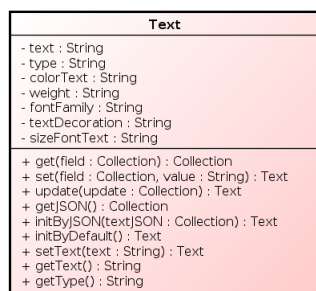 Text
- text : String
- type : String
- colorText : String
- weight : String
- fontFamily : String
- textDecoration : String
- sizeFontText : String
+ get(field : Collection) : Collection
+ set(field : Collection, value : String) : Text
+ update(update : Collection) : Text
+ getJSON() : Collection
+ initByJSON(textJSON : Collection) : Text
+ initByDefault() : Text
+ setText(text : String) : Text
+ getText() : String
+ getType() : String